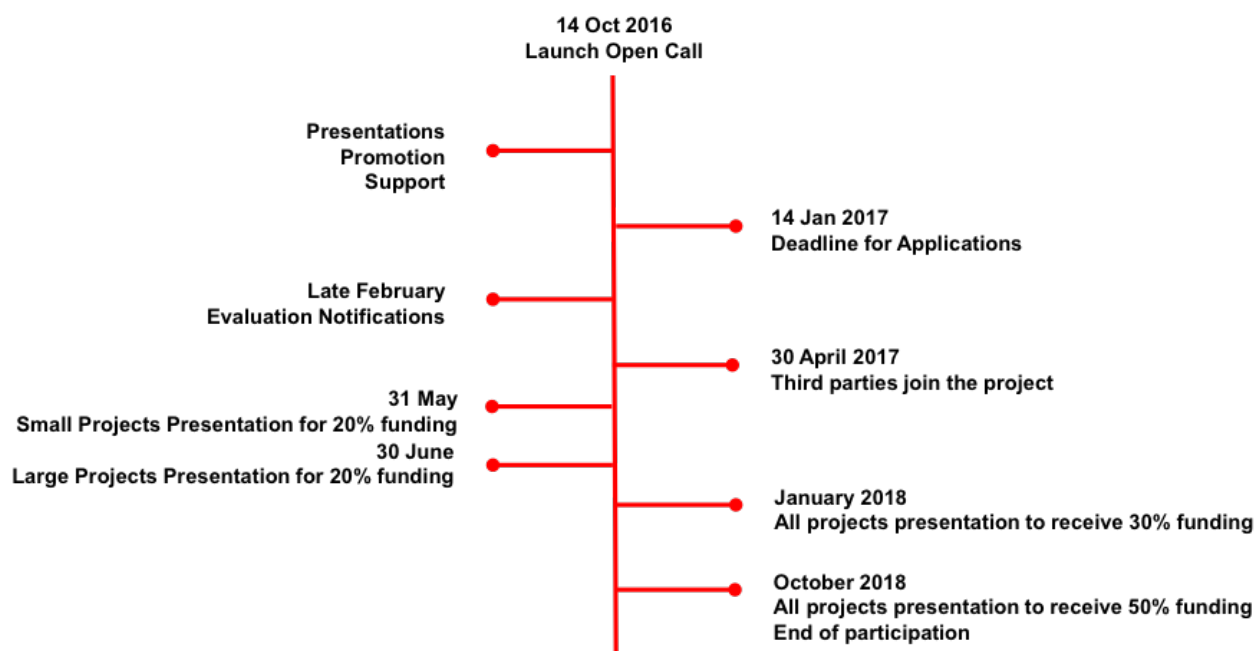 14 Oct 2016
Launch Open Call
Presentations
Promotion
Support
14 Jan 2017
Deadline for Applications
Late February
Evaluation Notifications
30 April 2017
Third parties join the project
31 May
Small Projects Presentation for 20% funding
30 June
Large Projects Presentation for 20% funding
January 2018
All projects presentation to receive 30% funding
October 2018
All projects presentation to receive 50% funding
End of participation